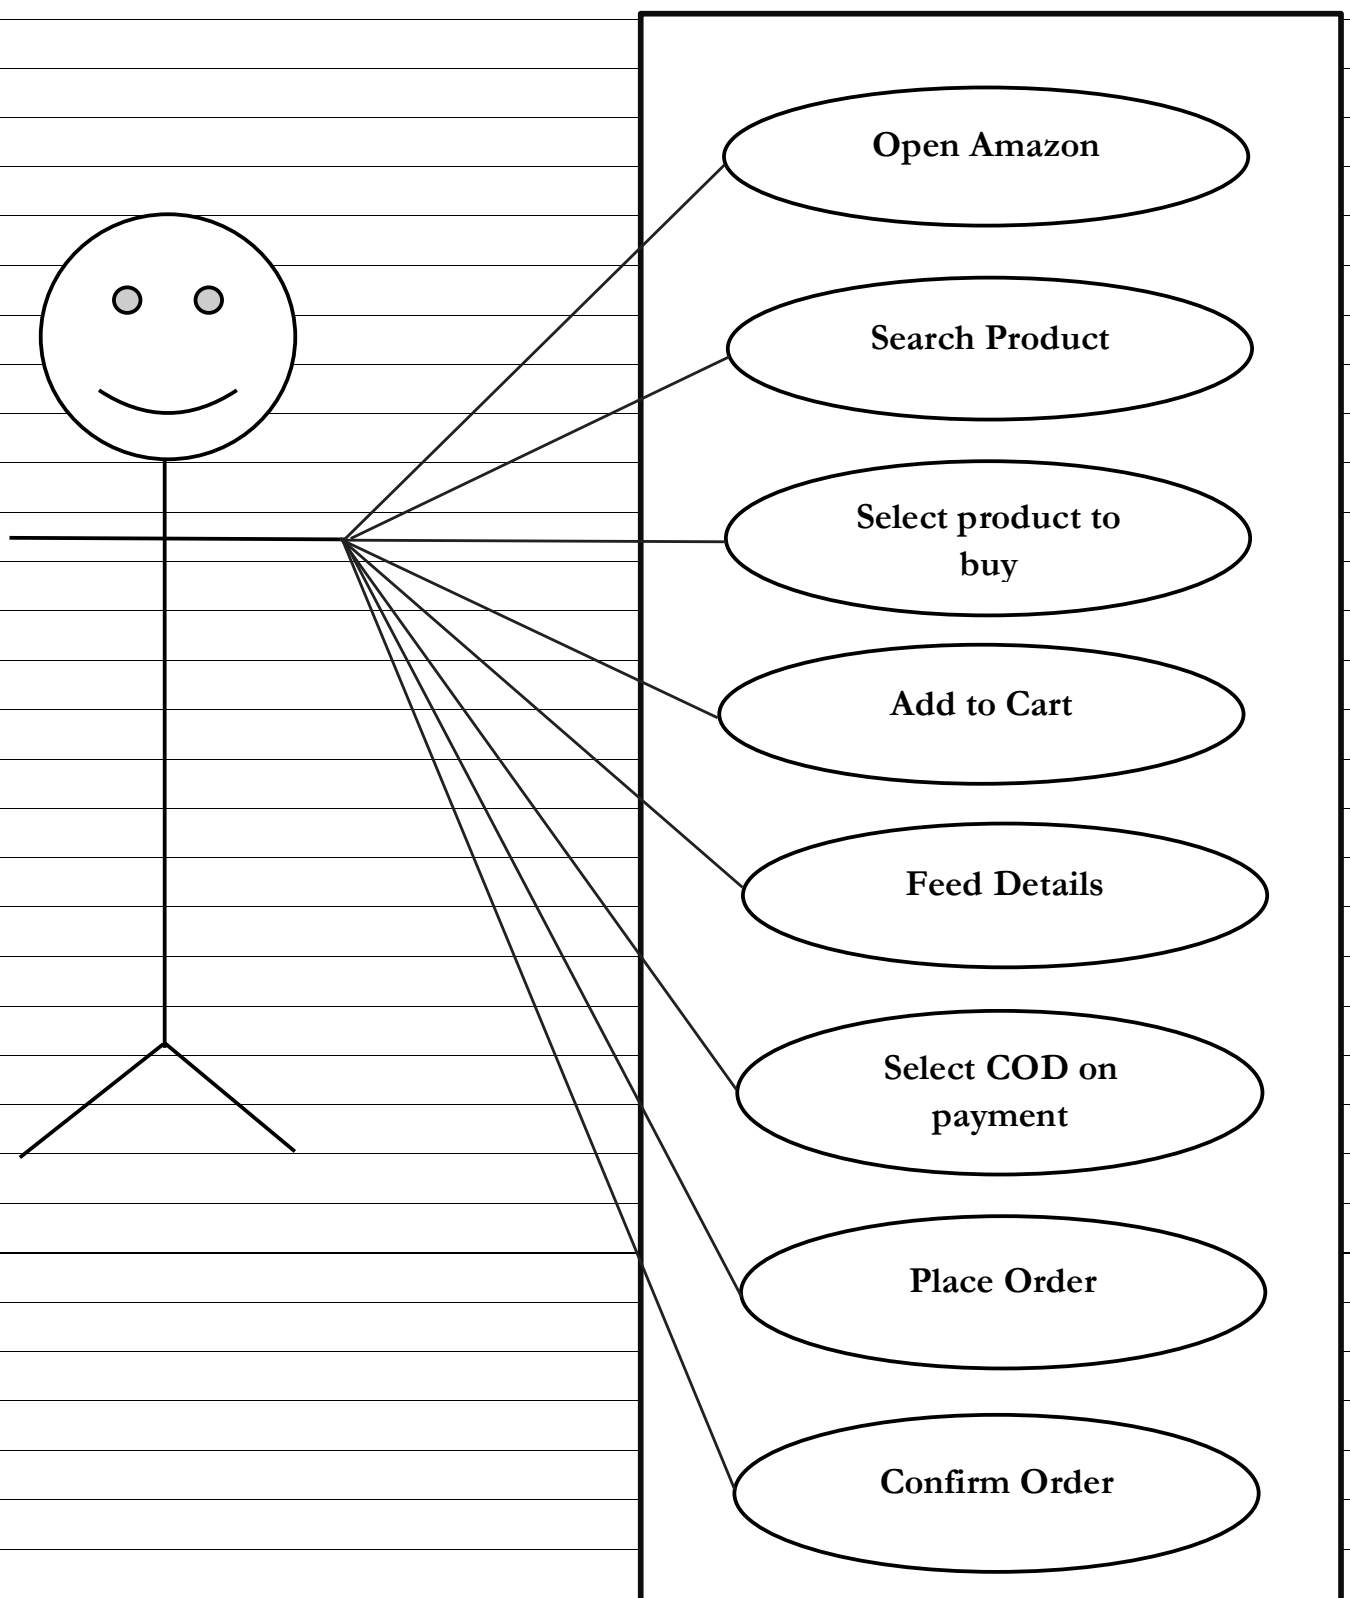 Open Amazon
Search Product
Select product to
buy
Add to Cart
Feed Details
Select COD on
payment
Place Order
Confirm Order